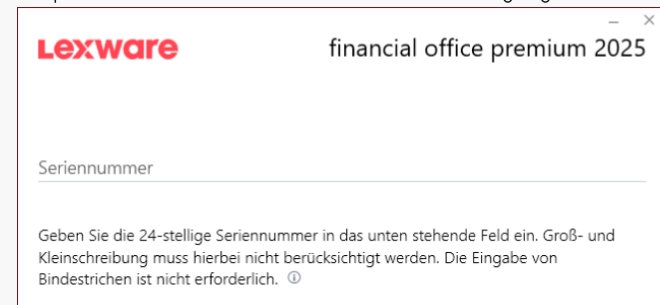 Lexware
financial office premium 2025
Seriennummer
Geben Sie die 24-stellige Seriennummer in das unten stehende Feld ein. Groß- und
Kleinschreibung muss hierbei nicht berücksichtigt werden. Die Eingabe von
Bindestrichen ist nicht erforderlich. ⓘ